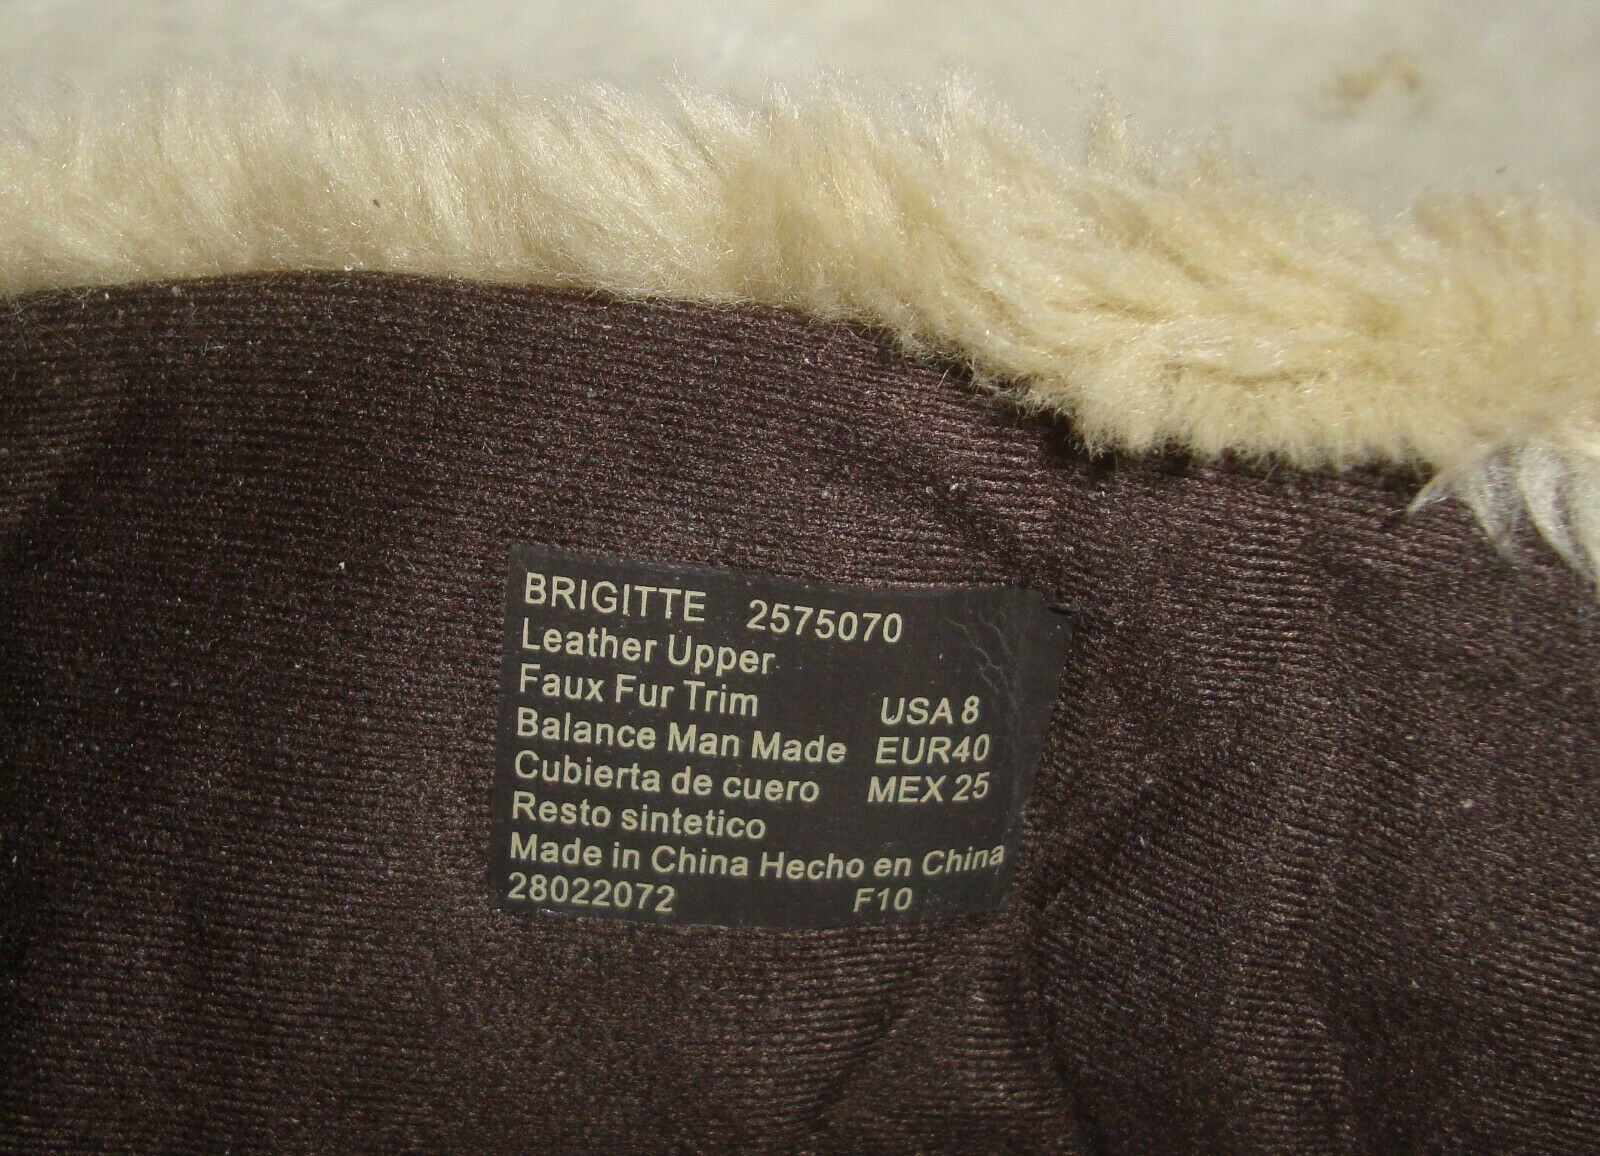 BRIGITTE 2575070
Leather Upper
Faux Fur Trim USA 8
Balance Man Made EUR40
Cubierta de cuero MEX 25
Resto sintetico
Made in China Hecho en China
28022072 F10